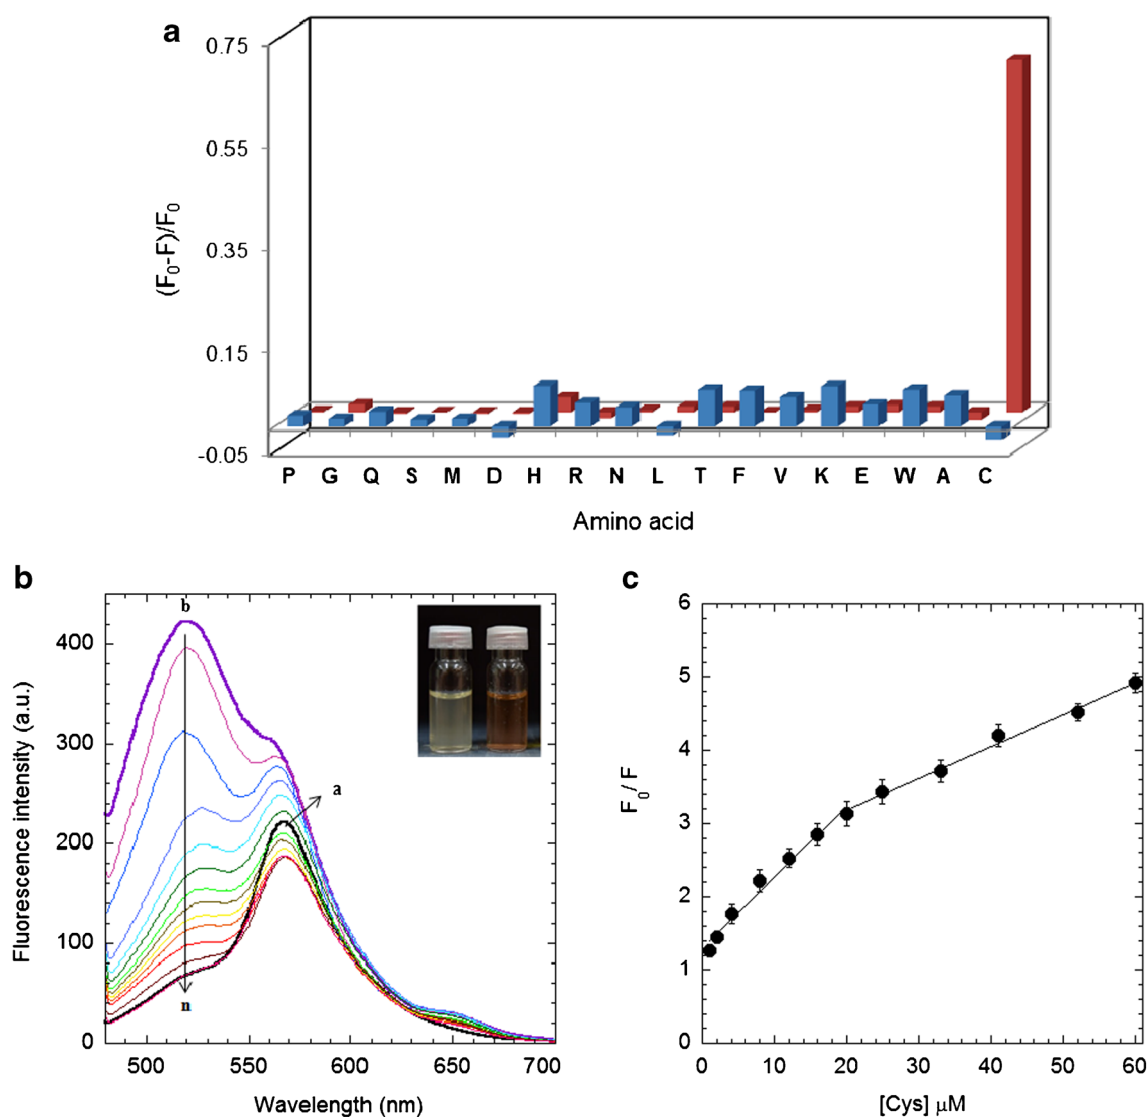 a
0.75
0.55
0.35
0.15
-0.05
(F0-F)/F0
P G Q S M D H R N L T F V K E W A C
Amino acid
b
400
300
200
100
0
Fluorescence intensity (a.u.)
b
a
n
500 550 600 650 700
Wavelength (nm)
c
6
5
4
3
2
1
0
F0/F
0 10 20 30 40 50 60
[Cys] μM